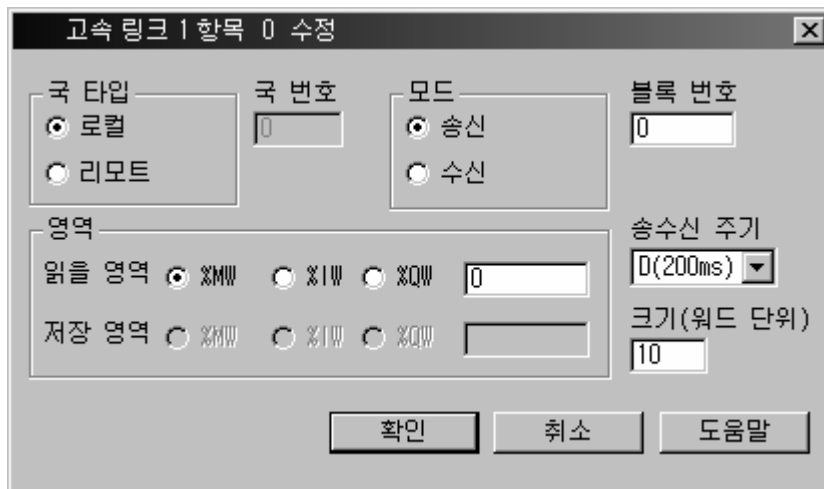 고속 링크 1 항목 0 수정
국 타입
국 번호
모드
블록 번호
로컬
0
송신
0
리모트
수신
영역
송수신 주기
읽을 영역 %MW %IW %QW 0
D(200ms)
저장 영역 %MW %IW %QW
크기(워드 단위)
10
확인
취소
도움말